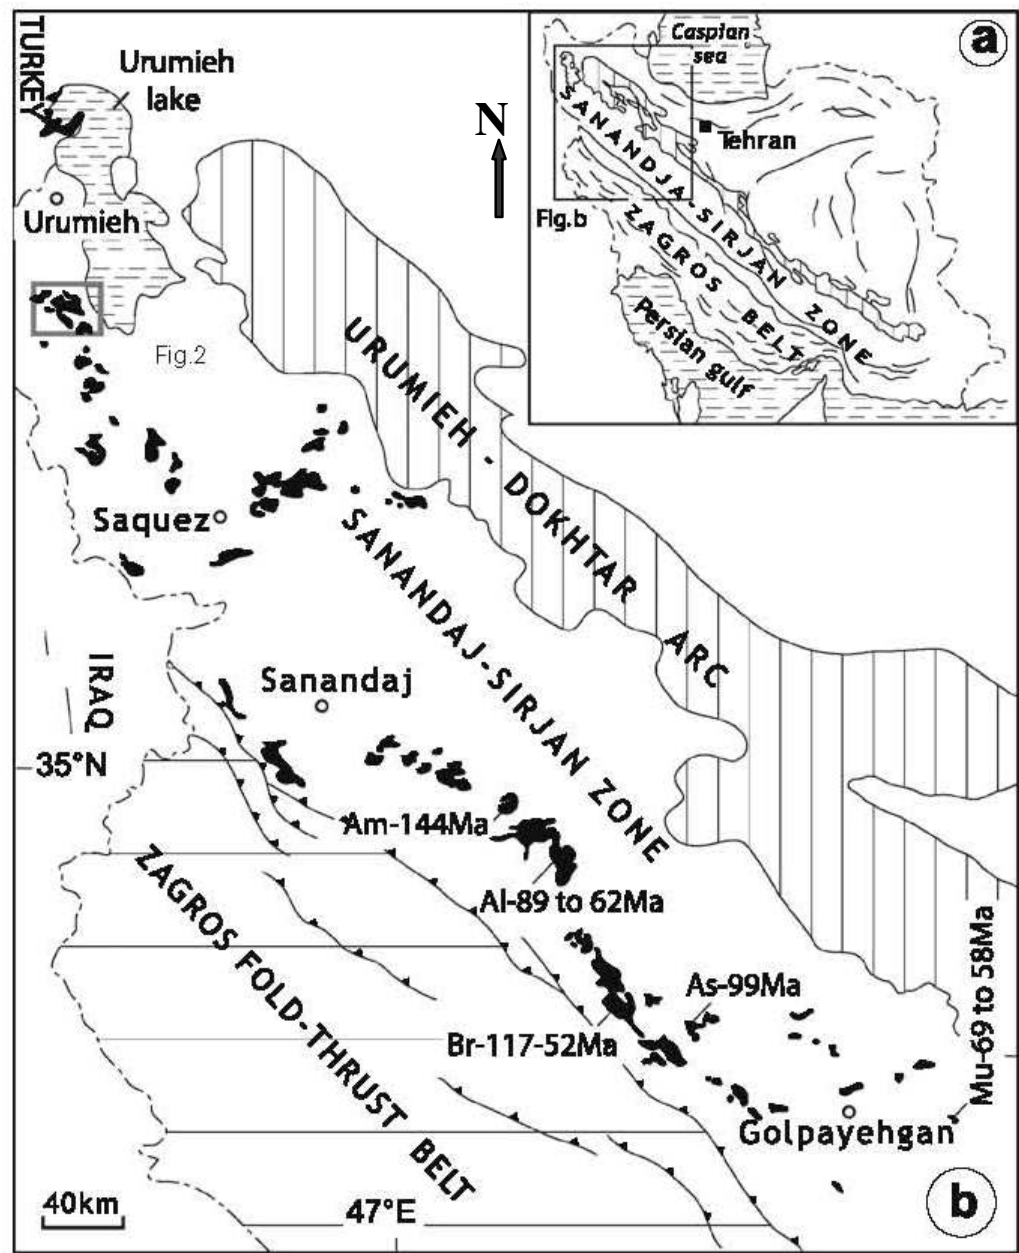 TURKEY
Urumieh
lake
Urumieh
N
a
Caspian
sea
Tehran
SANANDJA-SIRJAN ZONE
Fig.b
ZAGROS BELT
Persian gulf
Fig.2
URUMIEH - DOKHTAR ARC
Saquez
SANANDAJ-SIRJAN ZONE
IRAQ
Sanandaj
35°N
Am-144Ma
ZAGROS FOLD-THRUST BELT
Al-89 to 62Ma
As-99Ma
Br-117-52Ma
Mu-69 to 58Ma
Golpayehgan
40km
47°E
b